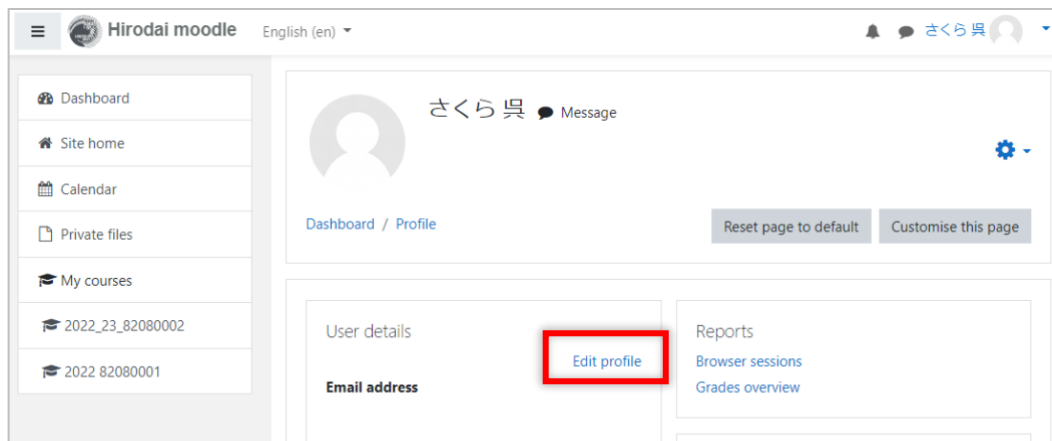 Hirodai moodle English (en) さくら 呉
Dashboard
Site home
Calendar
Private files
My courses
2022_23_82080002
2022 82080001
さくら 呉 Message
Dashboard / Profile
Reset page to default Customise this page
User details
Edit profile
Email address
Reports
Browser sessions
Grades overview